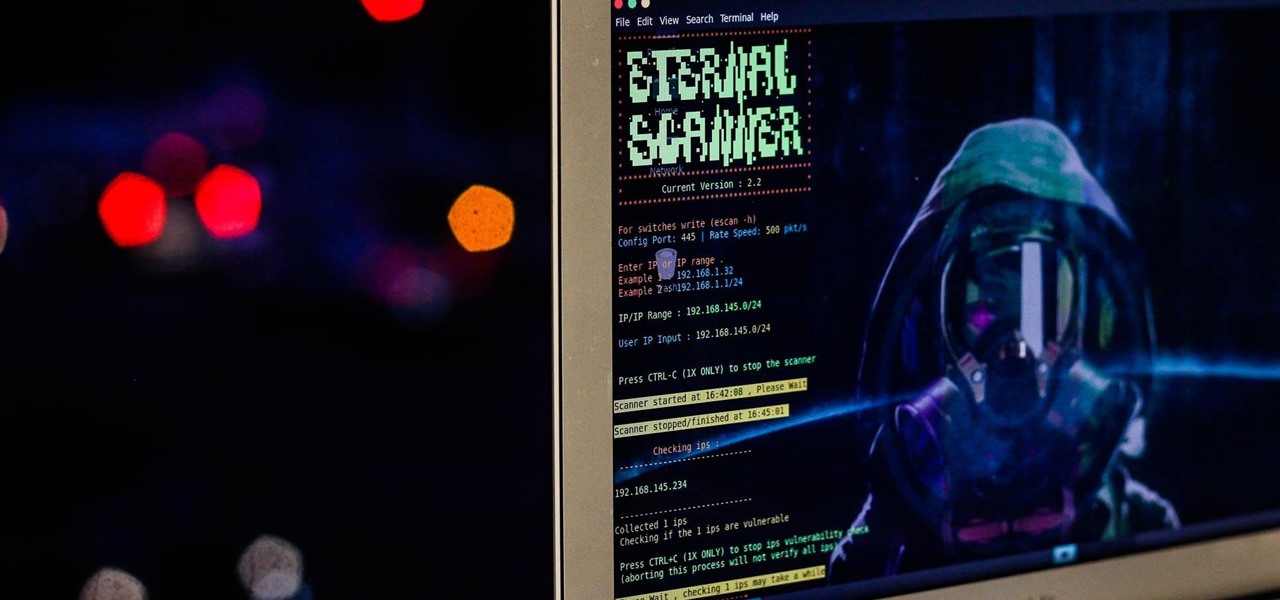 File Edit View Search Terminal Help
ETERNAL
SCANNER
Home
Network
Current Version : 2.2
For switches write (escan -h)
Config Port: 445 | Rate Speed: 500 pkt/s
Enter IP or IP range .
Example 1 : 192.168.1.32
Example 2 192.168.1.1/24
IP/IP Range : 192.168.145.0/24
User IP Input : 192.168.145.0/24
Press CTRL-C (1X ONLY) to stop the scanner
Scanner started at 16:42:08 , Please Wait
Scanner stopped/finished at 16:45:01
Checking ips :
192.168.145.234
Collected 1 ips
Checking if the 1 ips are vulnerable
Press CTRL+C (1X ONLY) to stop ips vulnerability check
(aborting this process will not verify all ips)
Wait , checking 1 ips may take a while